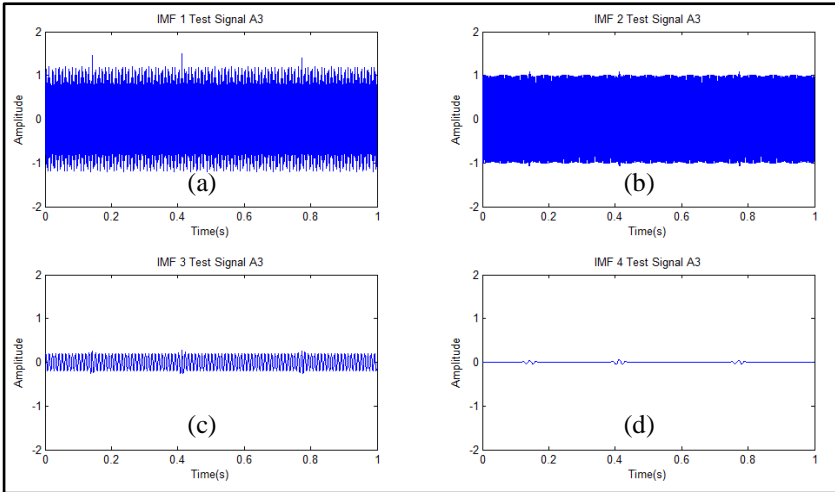 IMF 1 Test Signal A3
2
1
0
-1
-2
Amplitude
(a)
0 0.2 0.4 0.6 0.8 1
Time(s)
IMF 2 Test Signal A3
2
1
0
-1
-2
Amplitude
(b)
0 0.2 0.4 0.6 0.8 1
Time(s)
IMF 3 Test Signal A3
2
1
0
-1
-2
Amplitude
(c)
0 0.2 0.4 0.6 0.8 1
Time(s)
IMF 4 Test Signal A3
2
1
0
-1
-2
Amplitude
(d)
0 0.2 0.4 0.6 0.8 1
Time(s)